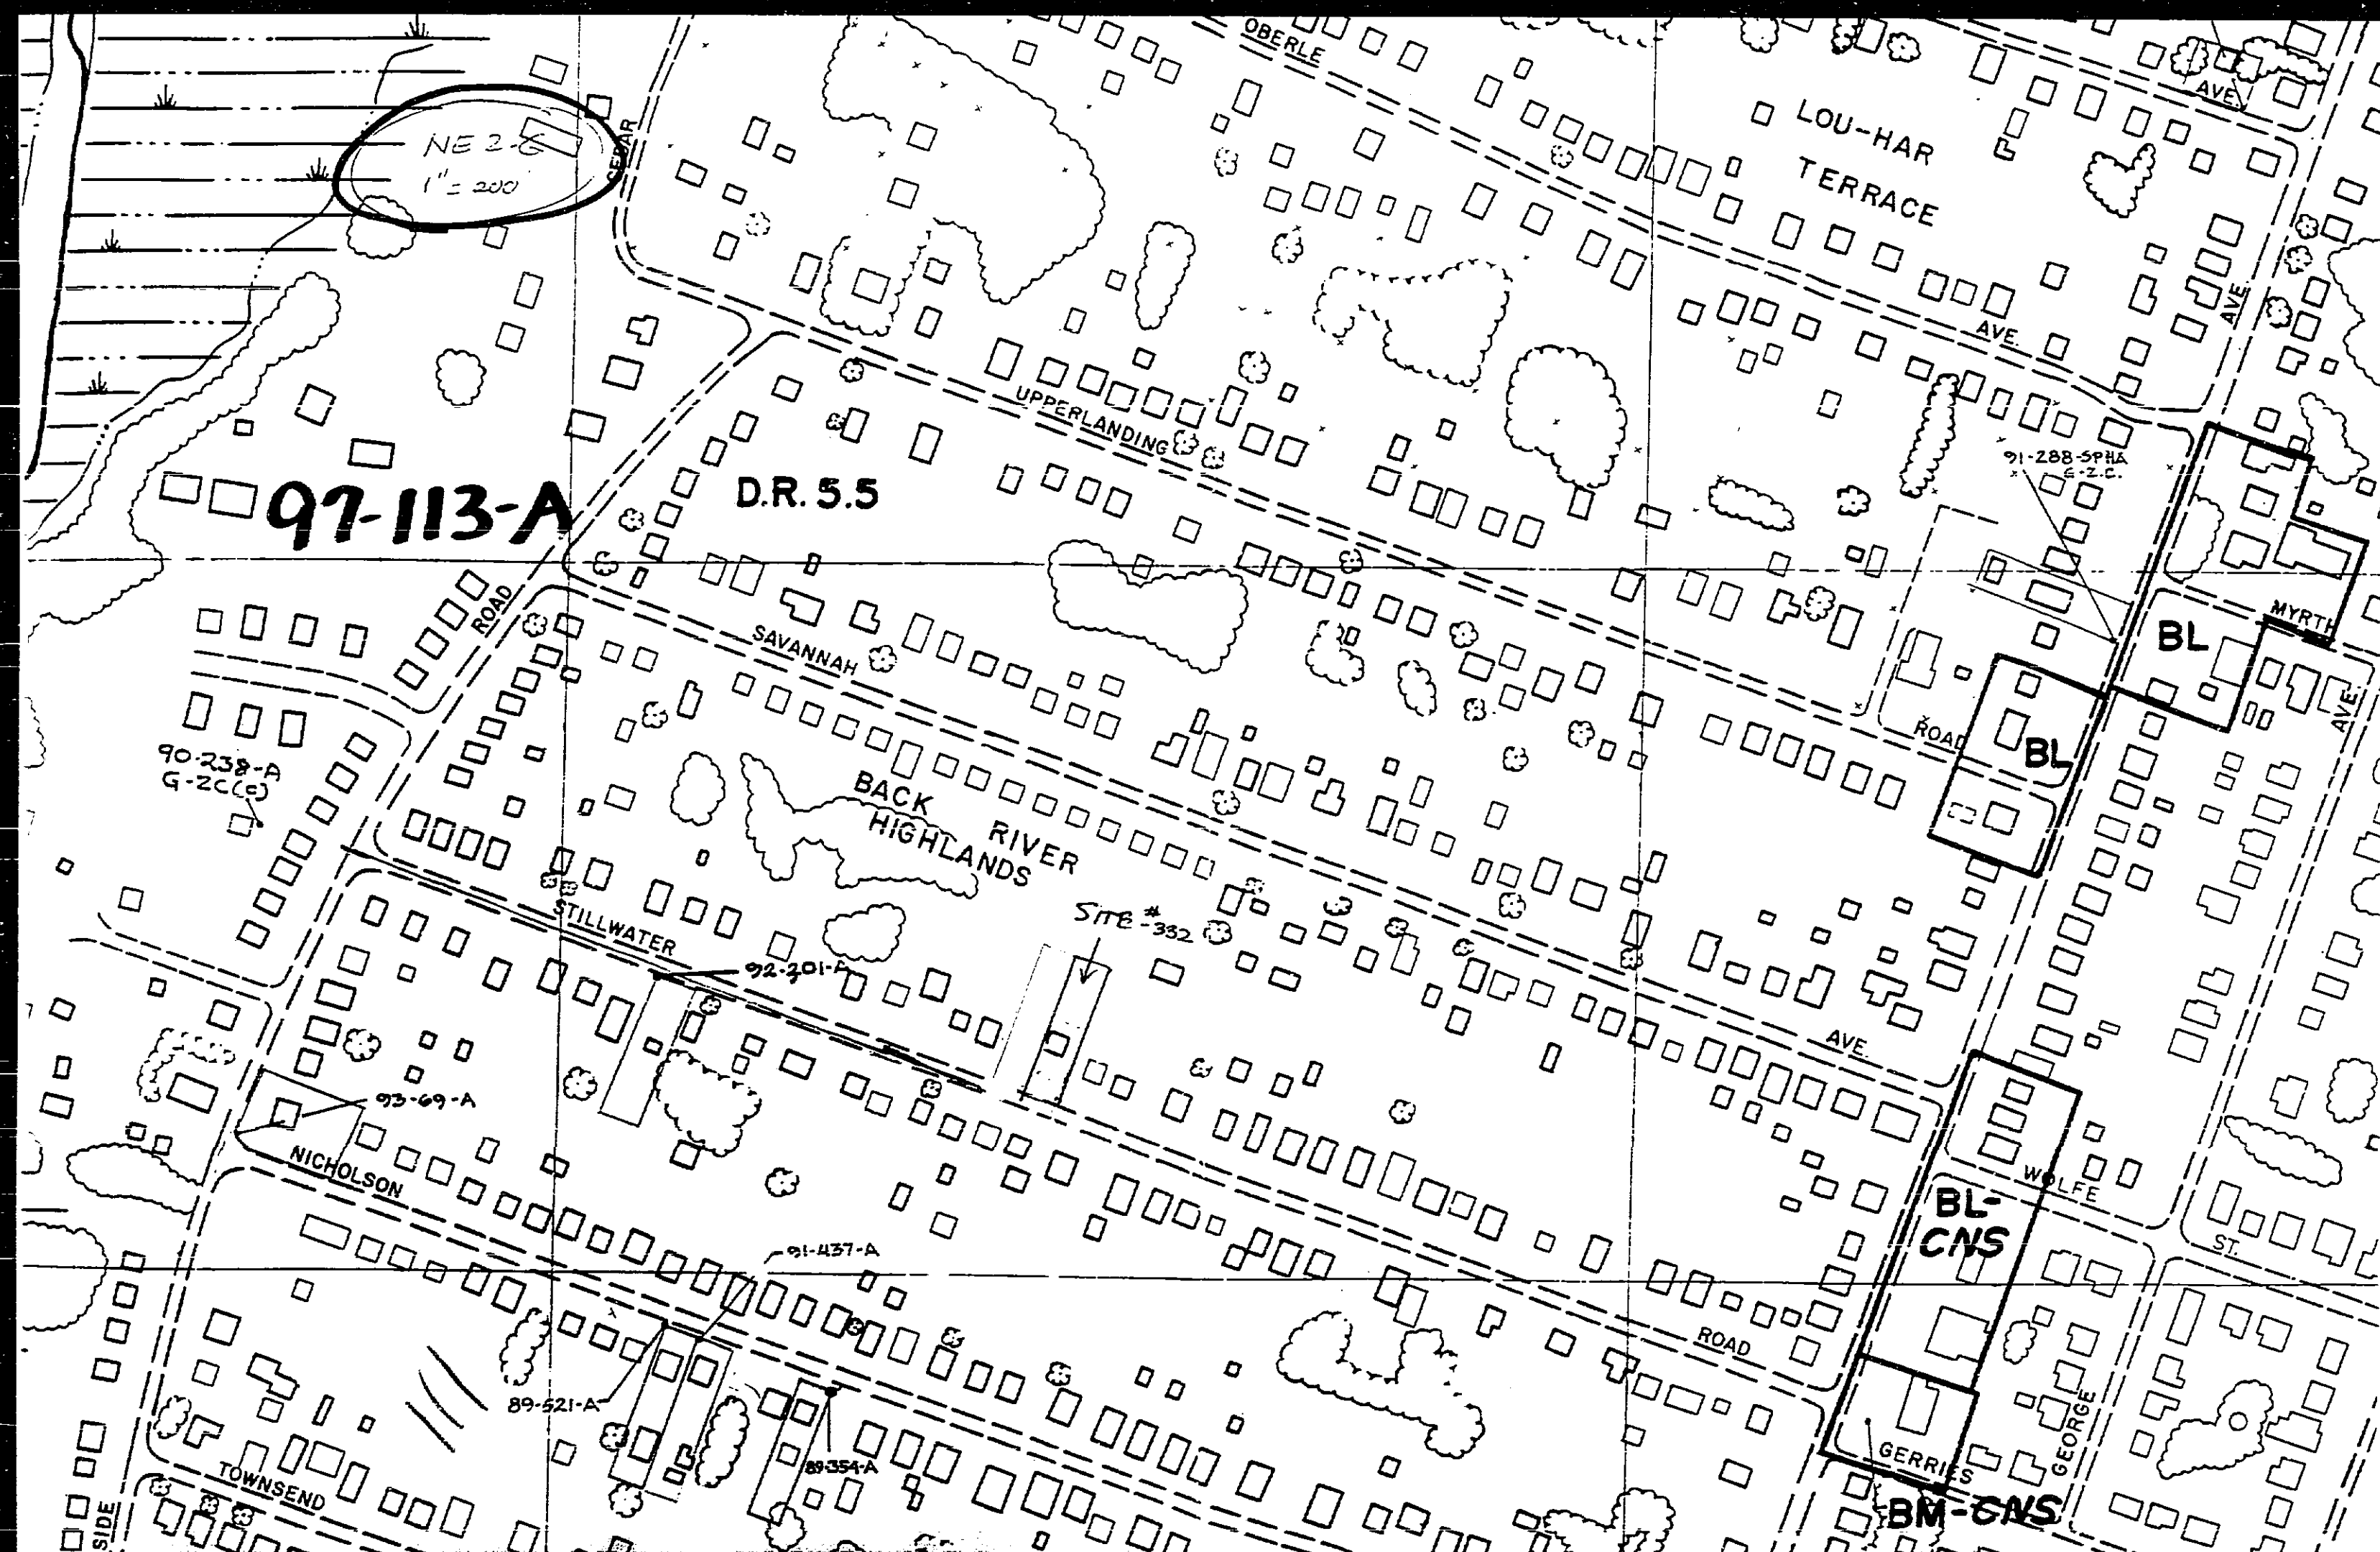 OBERLE
AVE.
LOU-HAR
TERRACE
NE 2-G
1" = 200'
CEDAR
AVE.
AVE.
UPPERLANDING
91-288-SPHA
G-Z.C.
97-113-A
D.R. 5.5
ROAD
MYRTH
BL
SAVANNAH
AVE.
ROAD
BL
90-238-A
BACK RIVER
HIGHLANDS
STILLWATER
SITE #
332
92-201-A
AVE.
93-69-A
NICHOLSON
WOLFE
BL-
CNS
ST.
91-437-A
ROAD
89-521-A
89-354-A
GEORGE
GERRIES
TOWNSEND
SIDE
BM-CNS